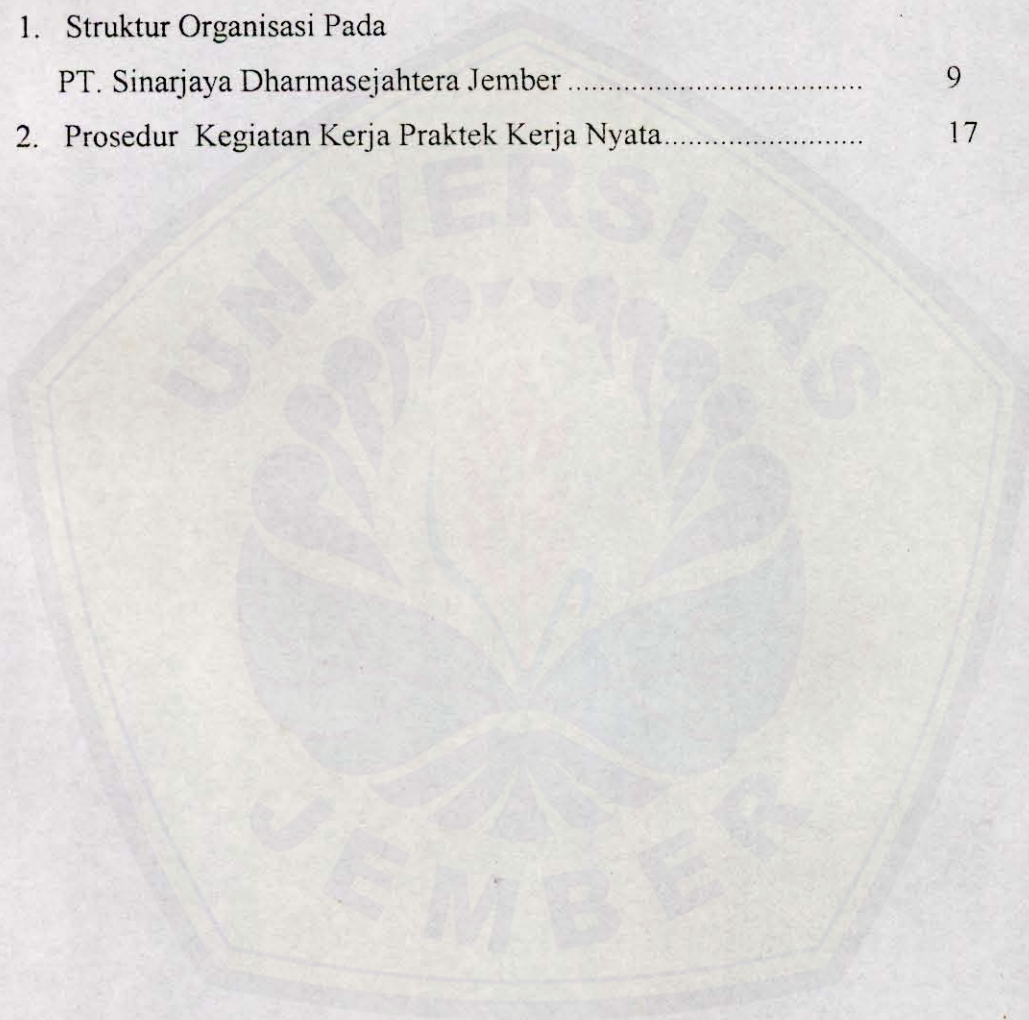 1. Struktur Organisasi Pada
PT. Sinarjaya Dharmasejahtera Jember ..................................... 9
2. Prosedur Kegiatan Kerja Praktek Kerja Nyata......................... 17
UNIVERSITAS
JEMBER